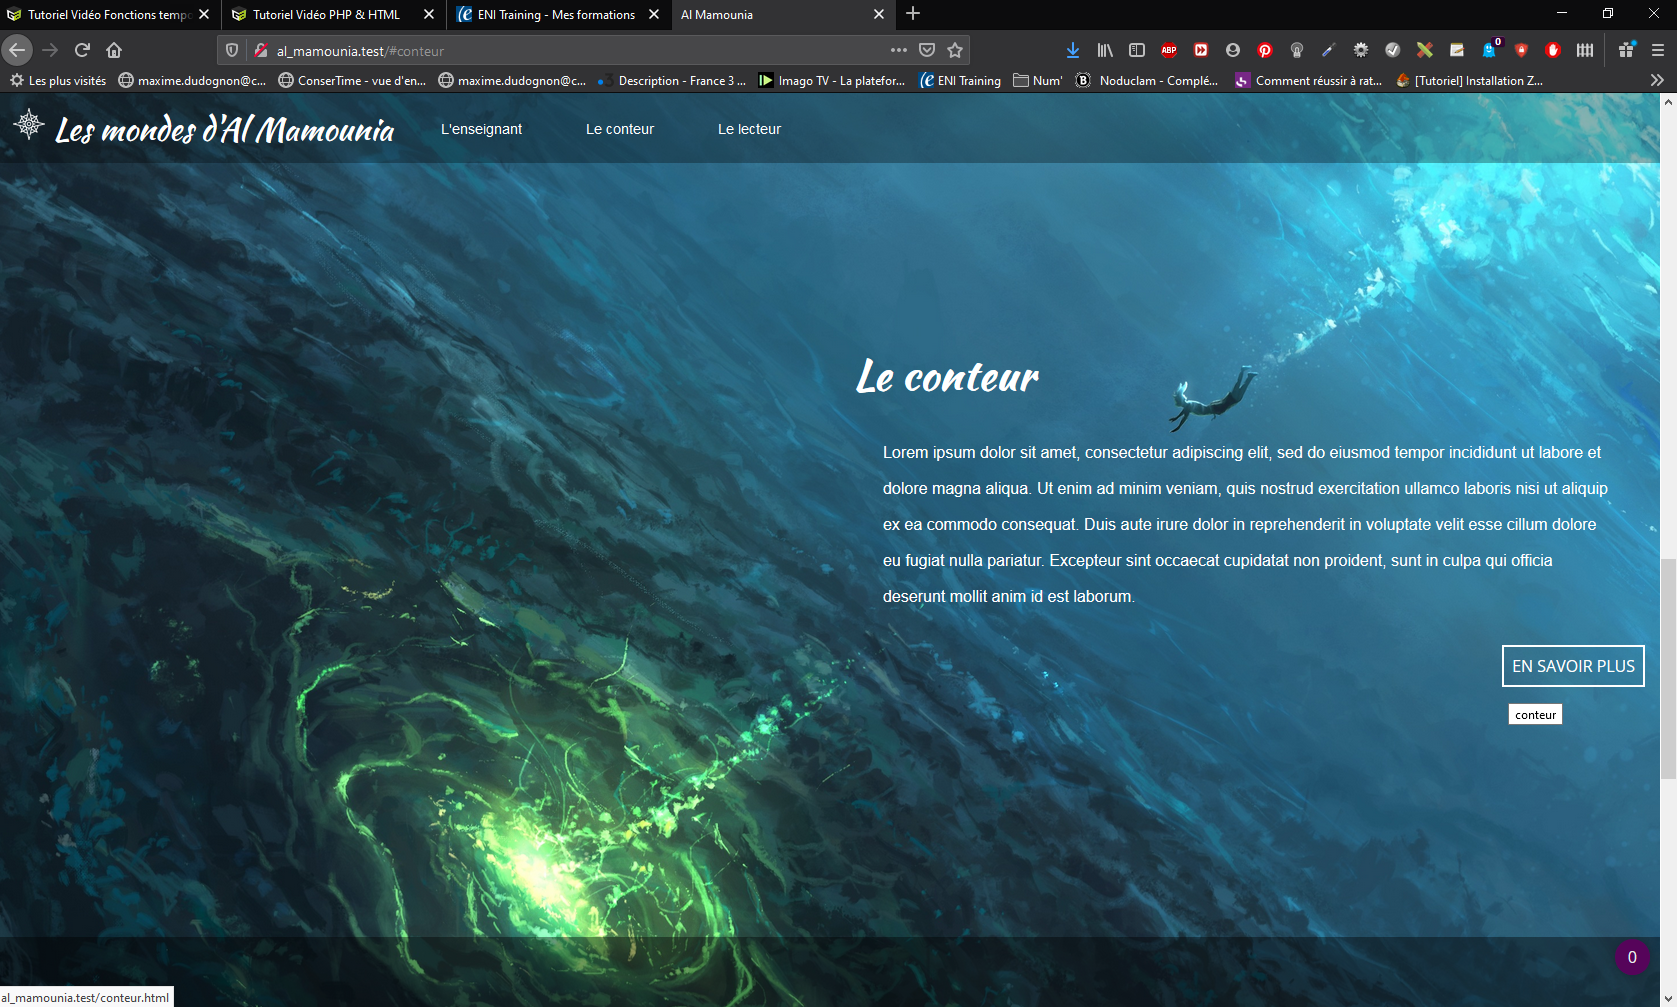 Tutoriel Vidéo Fonctions tempo
Tutoriel Vidéo PHP & HTML
ENI Training - Mes formations
Al Mamounia
al_mamounia.test/#conteur
ABP
0
Les plus visités
maxime.dudognon@c...
ConserTime - vue d'en...
maxime.dudognon@c...
Description - France 3 ...
Imago TV - La platefor...
ENI Training
Num'
Noduclam - Complé...
Comment réussir à rat...
[Tutoriel] Installation Z...
Les mondes d'Al Mamounia
L'enseignant
Le conteur
Le lecteur
Le conteur
Lorem ipsum dolor sit amet, consectetur adipiscing elit, sed do eiusmod tempor incididunt ut labore et
dolore magna aliqua. Ut enim ad minim veniam, quis nostrud exercitation ullamco laboris nisi ut aliquip
ex ea commodo consequat. Duis aute irure dolor in reprehenderit in voluptate velit esse cillum dolore
eu fugiat nulla pariatur. Excepteur sint occaecat cupidatat non proident, sunt in culpa qui officia
deserunt mollit anim id est laborum.
EN SAVOIR PLUS
conteur
0
al_mamounia.test/conteur.html